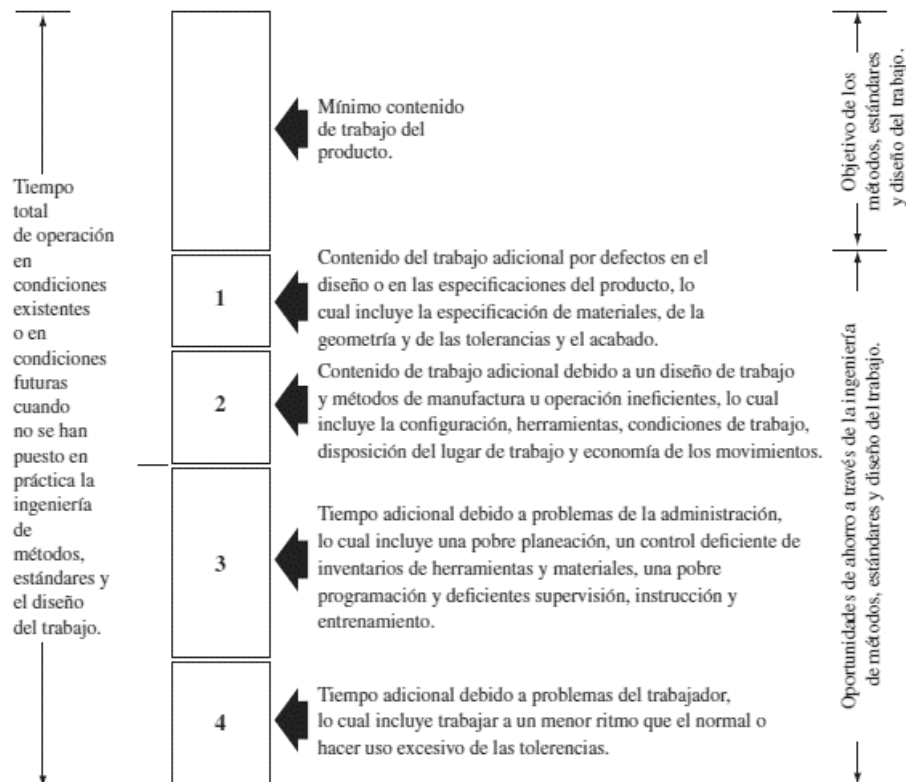 Tiempo
total
de operación
en
condiciones
existentes
o en
condiciones
futuras
cuando
no se han
puesto en
práctica la
ingeniería
de
métodos,
estándares y
el diseño
del trabajo.
Mínimo contenido
de trabajo del
producto.
1
Contenido del trabajo adicional por defectos en el
diseño o en las especificaciones del producto, lo
cual incluye la especificación de materiales, de la
geometría y de las tolerancias y el acabado.
2
Contenido de trabajo adicional debido a un diseño de trabajo
y métodos de manufactura u operación ineficientes, lo cual
incluye la configuración, herramientas, condiciones de trabajo,
disposición del lugar de trabajo y economía de los movimientos.
3
Tiempo adicional debido a problemas de la administración,
lo cual incluye una pobre planeación, un control deficiente de
inventarios de herramientas y materiales, una pobre
programación y deficientes supervisión, instrucción y
entrenamiento.
4
Tiempo adicional debido a problemas del trabajador,
lo cual incluye trabajar a un menor ritmo que el normal o
hacer uso excesivo de las tolerencias.
Objetivo de los
métodos, estándares
y diseño del trabajo.
Oportunidades de ahorro a través de la ingeniería
de métodos, estándares y diseño del trabajo.